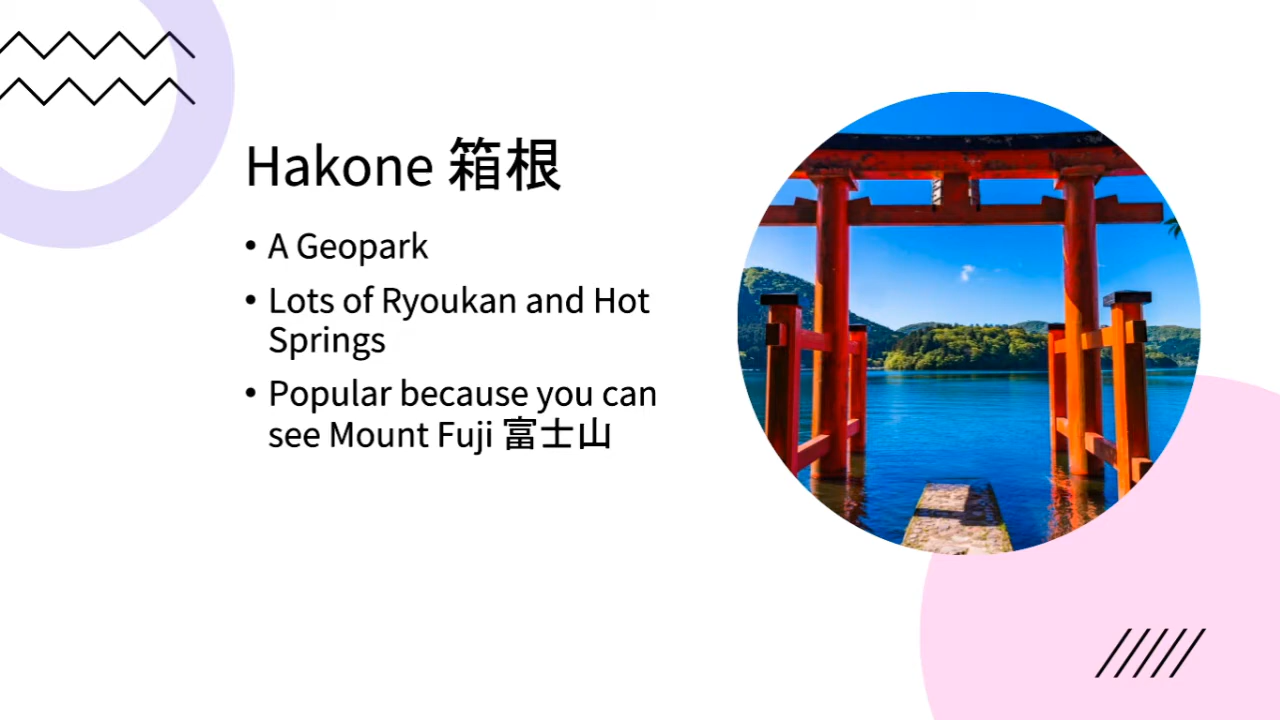 Hakone 箱根
• A Geopark
• Lots of Ryoukan and Hot
Springs
• Popular because you can
see Mount Fuji 富士山